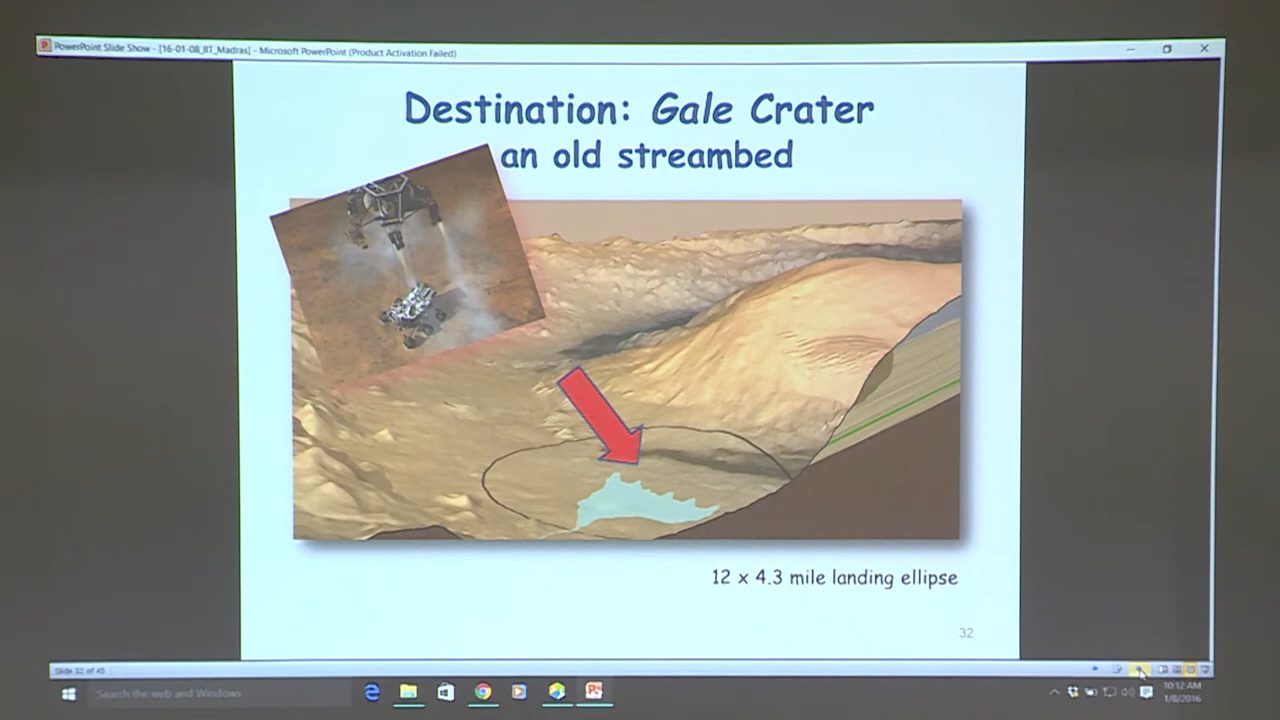 PowerPoint Slide Show - [16-01-08_IIT_Madras] - Microsoft PowerPoint (Product Activation Failed)
Destination: Gale Crater
an old streambed
12 x 4.3 mile landing ellipse
32
Slide 32 of 45
Search the web and Windows
10:12 AM
1/8/2016